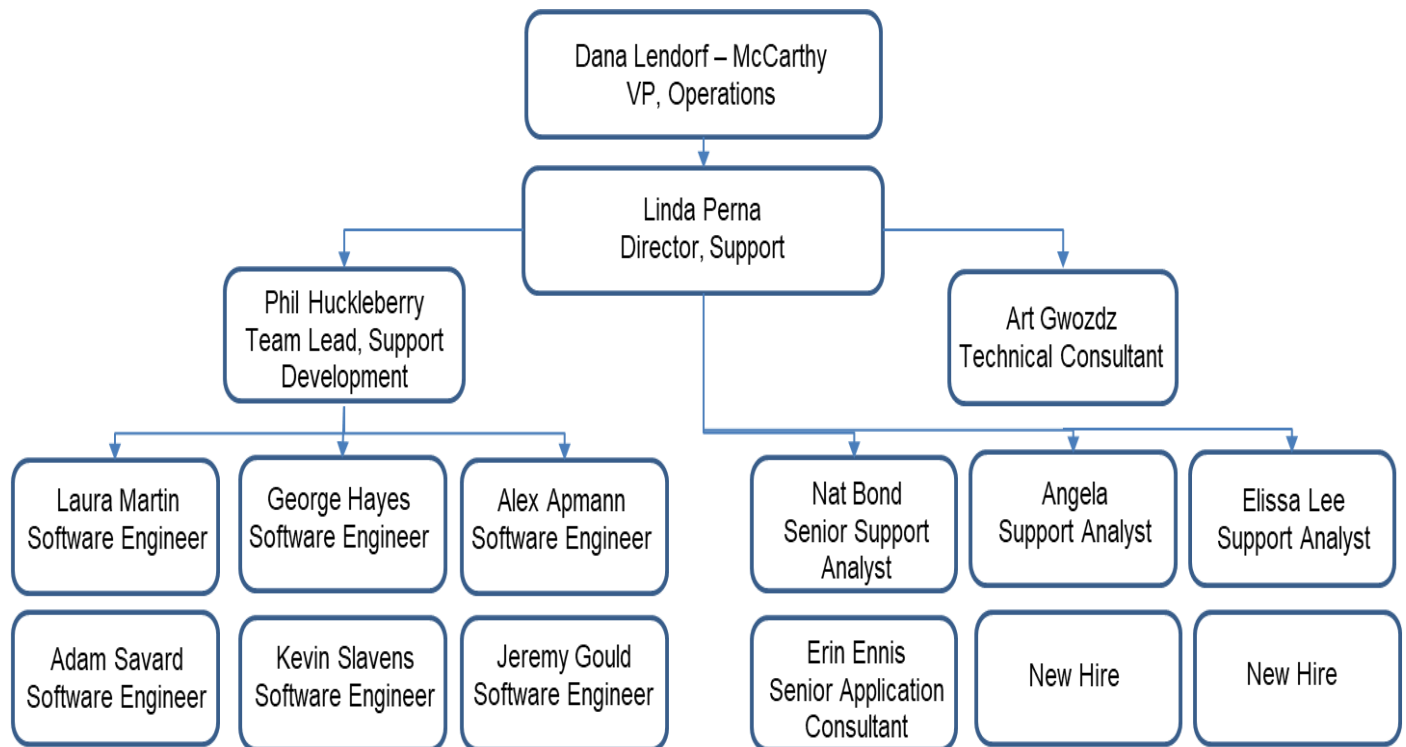 Dana Lendorf – McCarthy
VP, Operations
Linda Perna
Director, Support
Phil Huckleberry
Team Lead, Support
Development
Art Gwozdz
Technical Consultant
Laura Martin
Software Engineer
George Hayes
Software Engineer
Alex Apmann
Software Engineer
Nat Bond
Senior Support
Analyst
Angela
Support Analyst
Elissa Lee
Support Analyst
Adam Savard
Software Engineer
Kevin Slavens
Software Engineer
Jeremy Gould
Software Engineer
Erin Ennis
Senior Application
Consultant
New Hire
New Hire